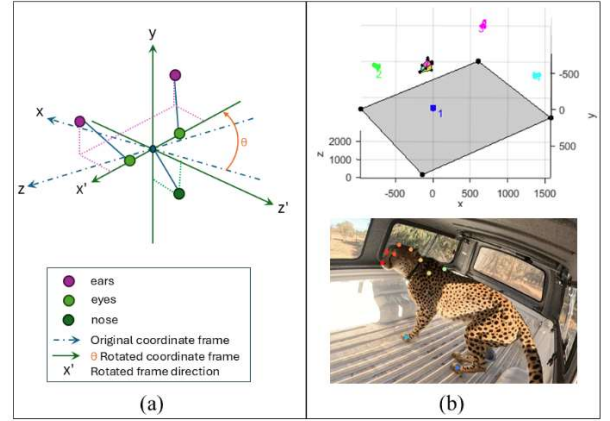 y
x
θ
z
x'
z'
ears
eyes
nose
Original coordinate frame
θ Rotated coordinate frame
x' Rotated frame direction
(a)
3
2
1
-500
0
500
y
z
2000
1000
0
-500
0
500
1000
1500
x
(b)